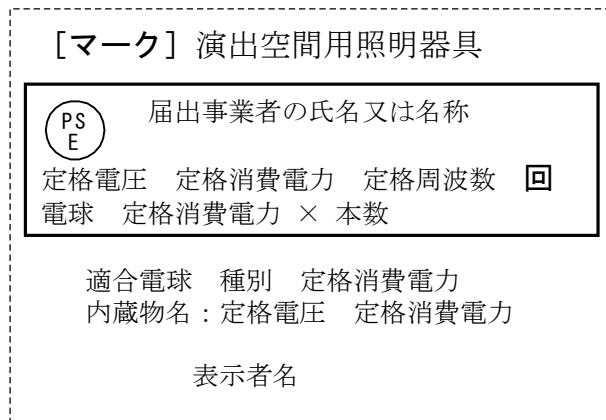 ［マーク］演出空間用照明器具
PS
E
届出事業者の氏名又は名称
定格電圧　定格消費電力　定格周波数　回
電球　定格消費電力 × 本数
適合電球　種別　定格消費電力
内蔵物名：定格電圧　定格消費電力
表示者名